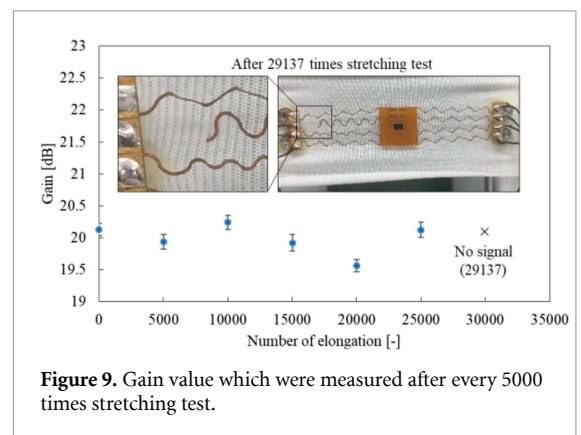 After 29137 times stretching test
Gain [dB]
23
22.5
22
21.5
21
20.5
20
19.5
19
No signal
(29137)
0 5000 10000 15000 20000 25000 30000 35000
Number of elongation [-]
Figure 9. Gain value which were measured after every 5000
times stretching test.